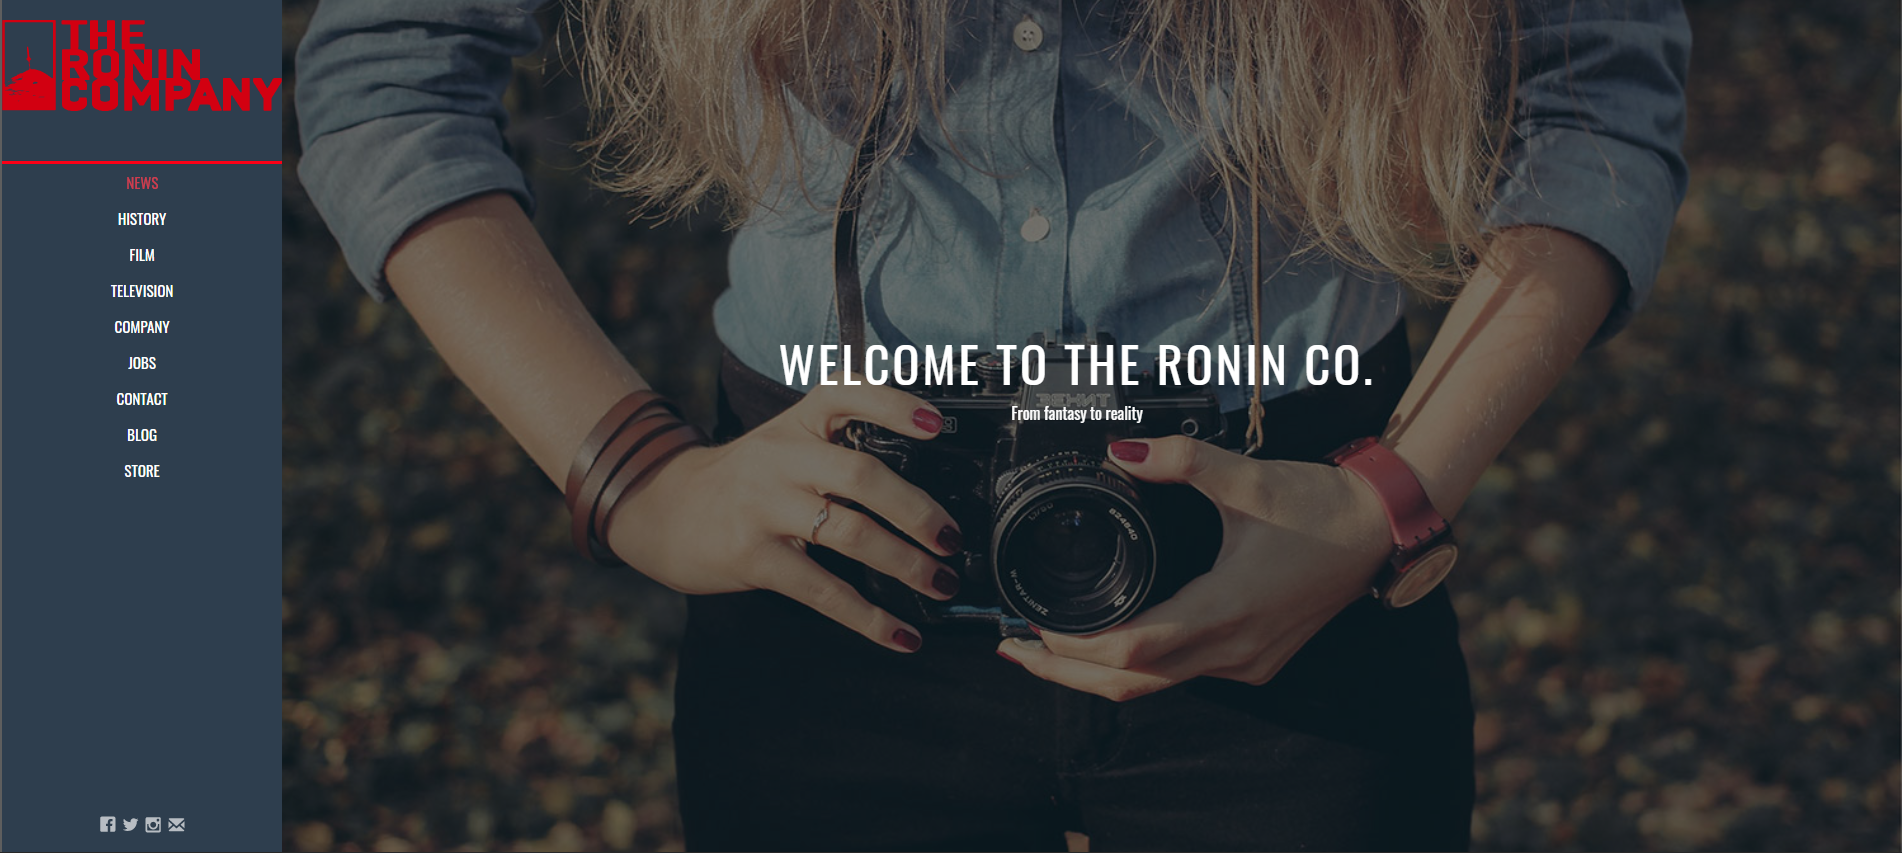 THE
RONIN
COMPANY
NEWS
HISTORY
FILM
TELEVISION
COMPANY
JOBS
CONTACT
BLOG
STORE
WELCOME TO THE RONIN CO.
From fantasy to reality
ЗЕНИТ
824640
ZENITAR-M